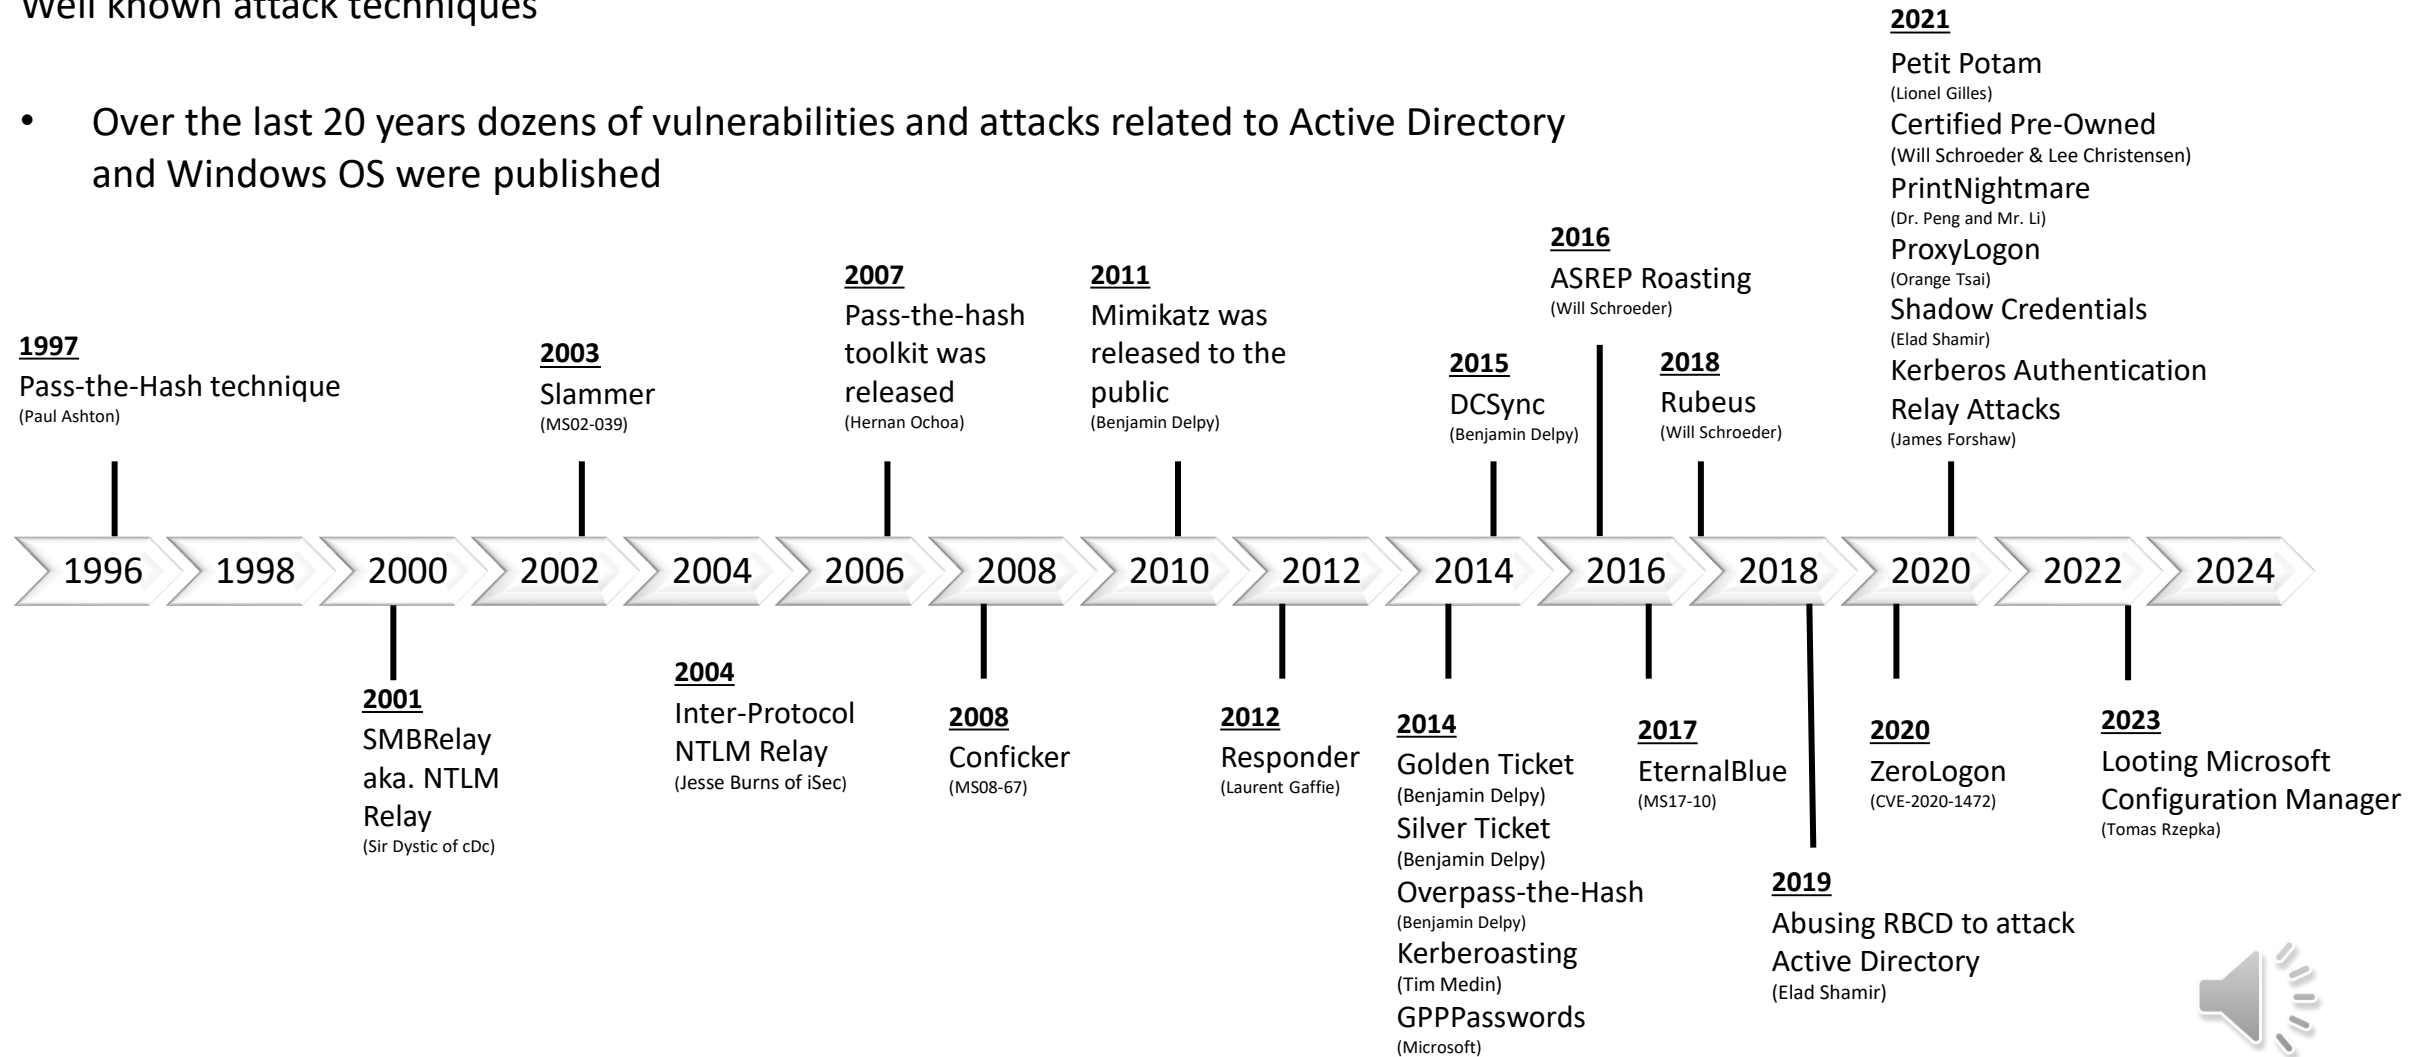 Well known attack techniques
• Over the last 20 years dozens of vulnerabilities and attacks related to Active Directory
and Windows OS were published
1997
Pass-the-Hash technique
(Paul Ashton)
2003
Slammer
(MS02-039)
2007
Pass-the-hash
toolkit was
released
(Hernan Ochoa)
2011
Mimikatz was
released to the
public
(Benjamin Delpy)
2015
DCSync
(Benjamin Delpy)
2016
ASREP Roasting
(Will Schroeder)
2018
Rubeus
(Will Schroeder)
2021
Petit Potam
(Lionel Gilles)
Certified Pre-Owned
(Will Schroeder & Lee Christensen)
PrintNightmare
(Dr. Peng and Mr. Li)
ProxyLogon
(Orange Tsai)
Shadow Credentials
(Elad Shamir)
Kerberos Authentication
Relay Attacks
(James Forshaw)
1996 1998 2000 2002 2004 2006 2008 2010 2012 2014 2016 2018 2020 2022 2024
2001
SMBRelay
aka. NTLM
Relay
(Sir Dystic of cDc)
2004
Inter-Protocol
NTLM Relay
(Jesse Burns of iSec)
2008
Conficker
(MS08-67)
2012
Responder
(Laurent Gaffie)
2014
Golden Ticket
(Benjamin Delpy)
Silver Ticket
(Benjamin Delpy)
Overpass-the-Hash
(Benjamin Delpy)
Kerberoasting
(Tim Medin)
GPPPasswords
(Microsoft)
2017
EternalBlue
(MS17-10)
2019
Abusing RBCD to attack
Active Directory
(Elad Shamir)
2020
ZeroLogon
(CVE-2020-1472)
2023
Looting Microsoft
Configuration Manager
(Tomas Rzepka)